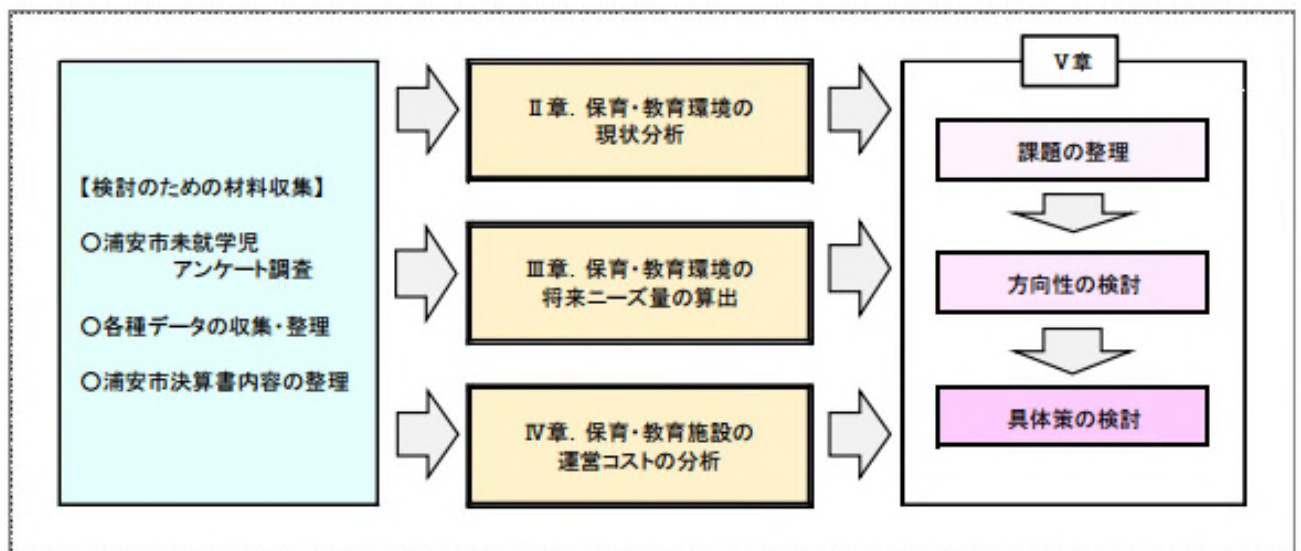 【検討のための材料収集】
○浦安市未就学児
アンケート調査
○各種データの収集・整理
○浦安市決算書内容の整理
Ⅱ章．保育・教育環境の
現状分析
Ⅲ章．保育・教育環境の
将来ニーズ量の算出
Ⅳ章．保育・教育施設の
運営コストの分析
Ⅴ章
課題の整理
方向性の検討
具体策の検討